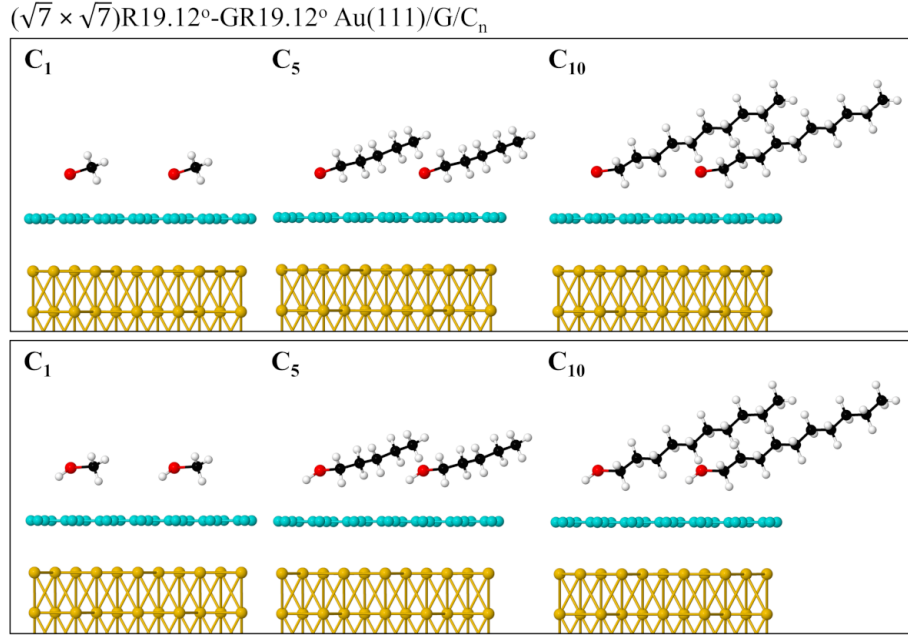 (√7 × √7)R19.12°-GR19.12° Au(111)/G/Cₙ
C₁ C₅ C₁₀
C₁ C₅ C₁₀